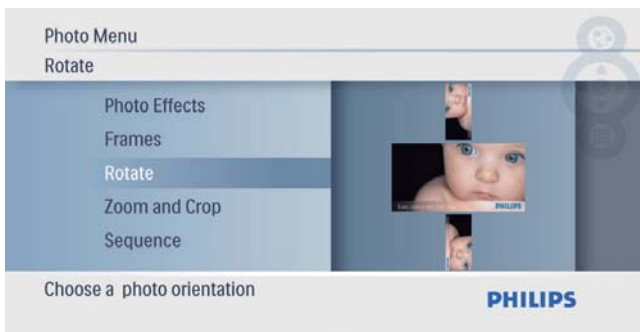 Photo Menu
Rotate
Photo Effects
Frames
Rotate
Zoom and Crop
Sequence
PHILIPS
Choose a photo orientation
PHILIPS